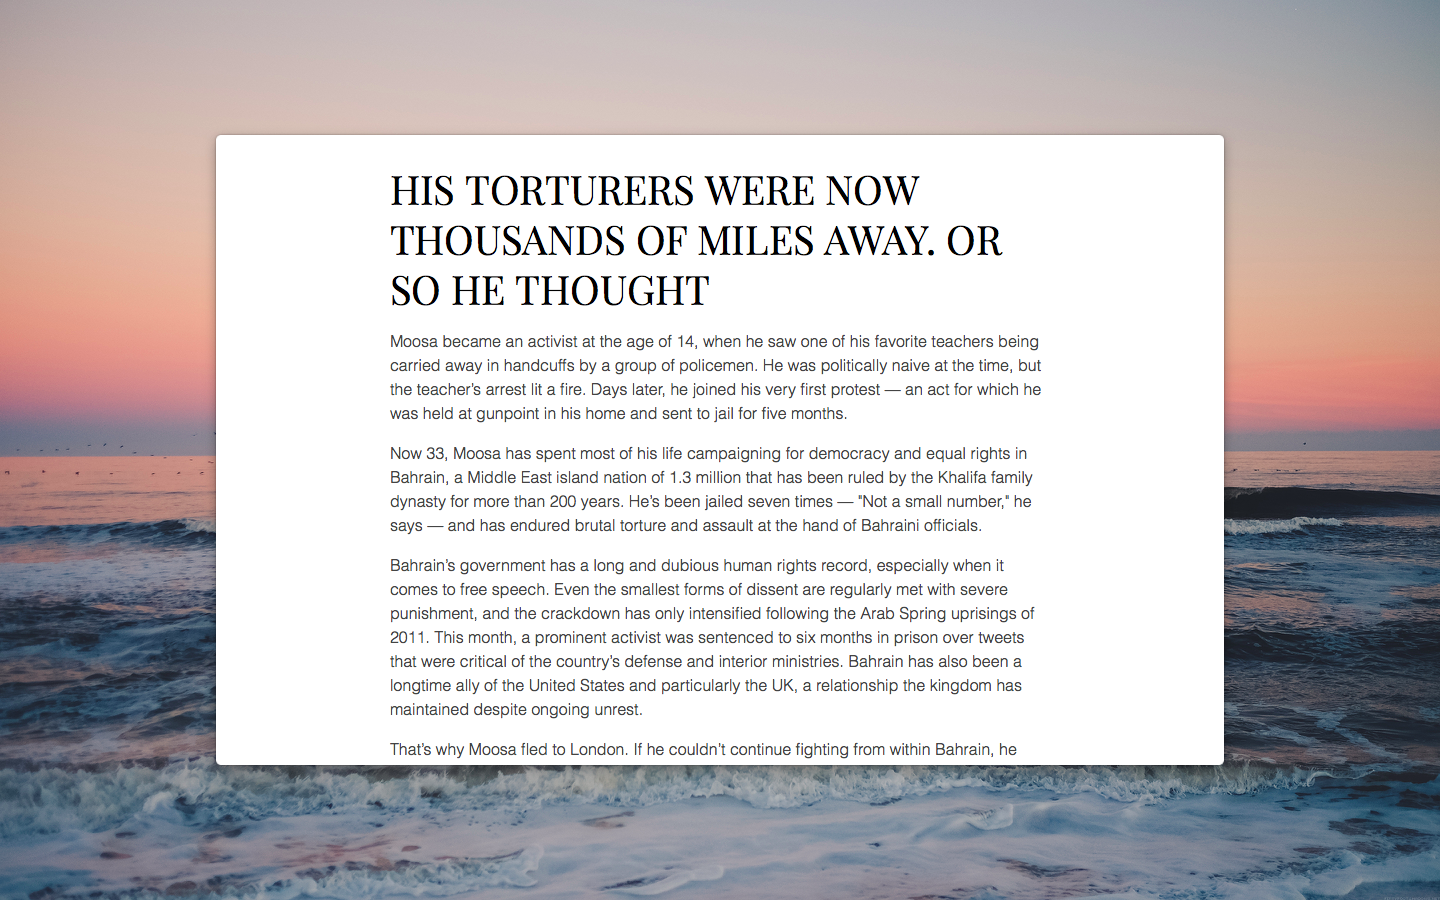 HIS TORTURERS WERE NOW
THOUSANDS OF MILES AWAY. OR
SO HE THOUGHT
Moosa became an activist at the age of 14, when he saw one of his favorite teachers being
carried away in handcuffs by a group of policemen. He was politically naive at the time, but
the teacher’s arrest lit a fire. Days later, he joined his very first protest — an act for which he
was held at gunpoint in his home and sent to jail for five months.
Now 33, Moosa has spent most of his life campaigning for democracy and equal rights in
Bahrain, a Middle East island nation of 1.3 million that has been ruled by the Khalifa family
dynasty for more than 200 years. He’s been jailed seven times — "Not a small number," he
says — and has endured brutal torture and assault at the hand of Bahraini officials.
Bahrain’s government has a long and dubious human rights record, especially when it
comes to free speech. Even the smallest forms of dissent are regularly met with severe
punishment, and the crackdown has only intensified following the Arab Spring uprisings of
2011. This month, a prominent activist was sentenced to six months in prison over tweets
that were critical of the country’s defense and interior ministries. Bahrain has also been a
longtime ally of the United States and particularly the UK, a relationship the kingdom has
maintained despite ongoing unrest.
That’s why Moosa fled to London. If he couldn’t continue fighting from within Bahrain, he